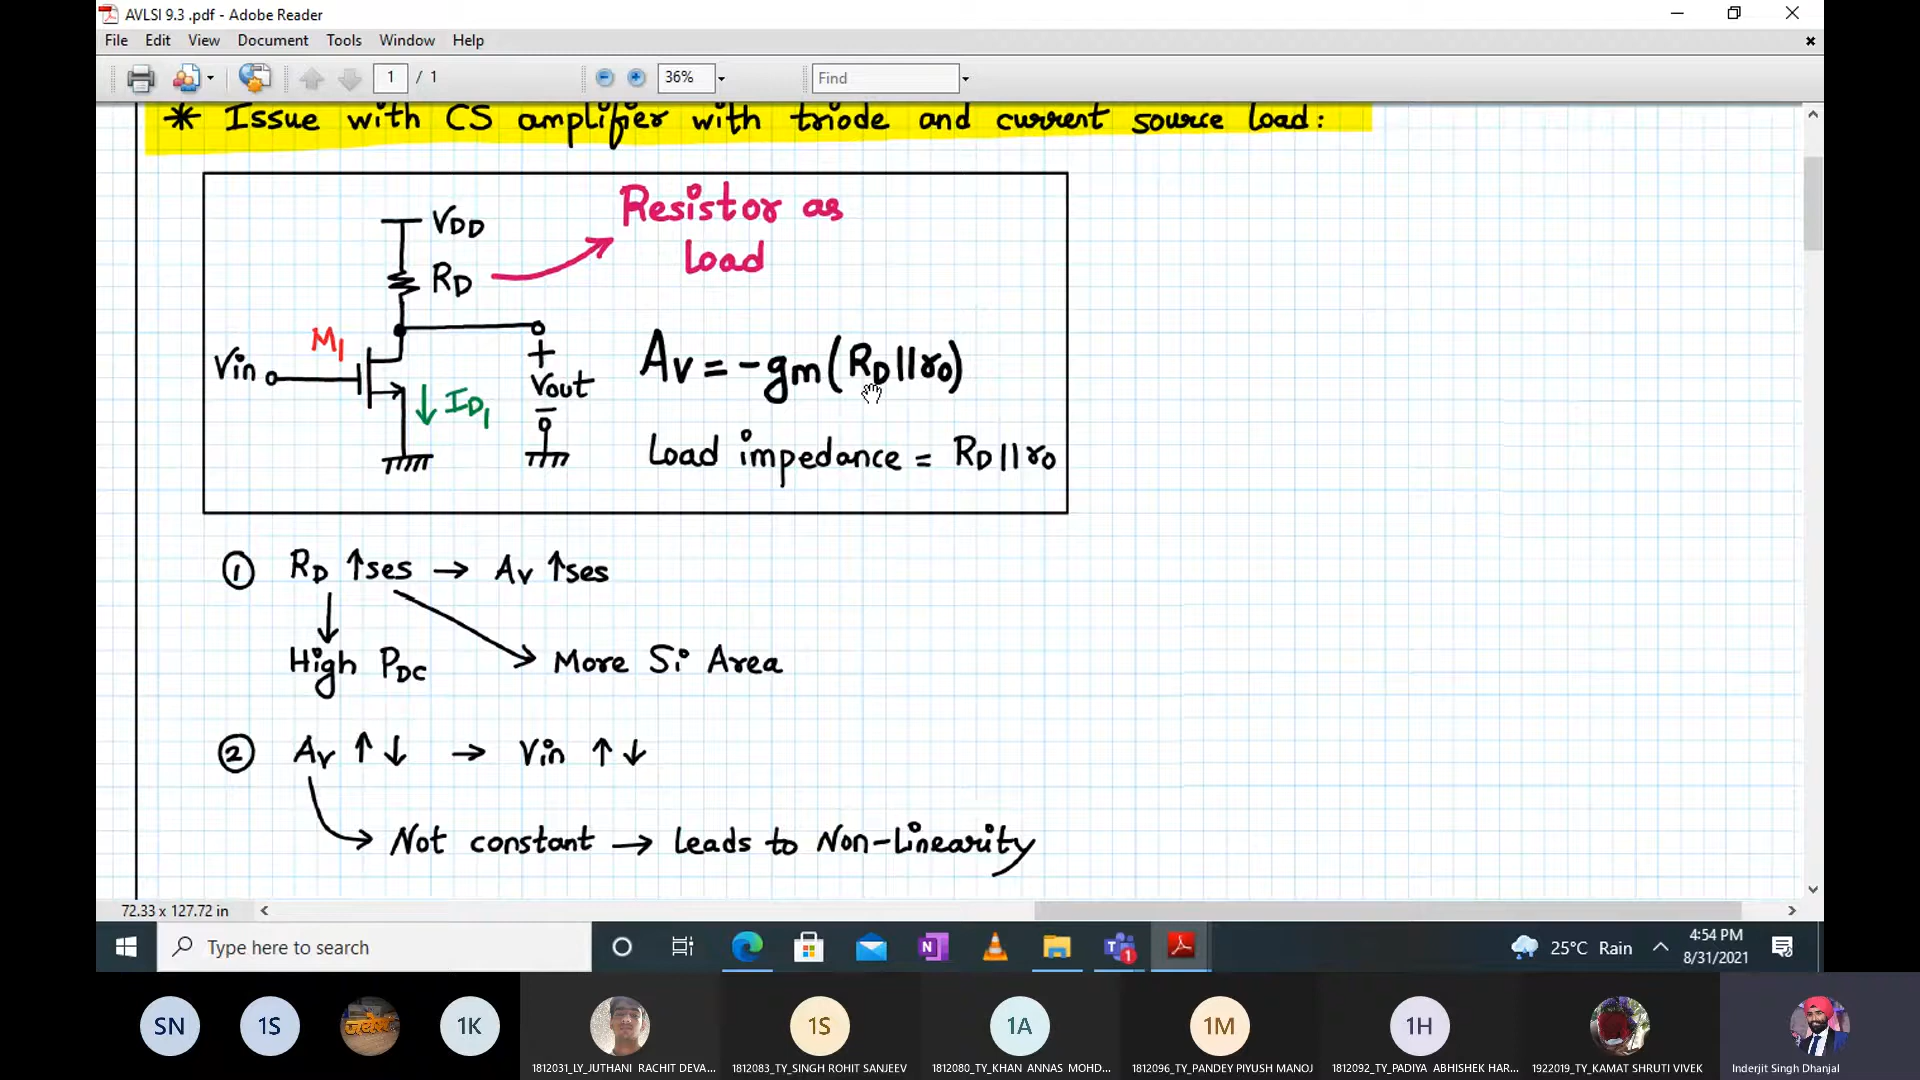 AVLSI 9.3 .pdf - Adobe Reader
File Edit View Document Tools Window Help
1 / 1 36% Find
* Issue with CS amplifier with triode and current source load:
VDD
RD
Resistor as
load
M1
Vin
ID1
+
Vout
-
Av = -gm(RD||ro)
Load impedance = RD||ro
① RD ↑ses → Av ↑ses
↓
High PDC → More Si Area
② Av ↑↓ → Vin ↑↓
Not constant → leads to Non-Linearity
72.33 x 127.72 in
Type here to search
1
25°C Rain
4:54 PM
8/31/2021
SN 1S 1K 1S 1A 1M 1H
1812031_LY_JUTHANI RACHIT DEVA...
1812083_TY_SINGH ROHIT SANJEEV
1812080_TY_KHAN ANNAS MOHD...
1812096_TY_PANDEY PIYUSH MANOJ
1812092_TY_PADIYA ABHISHEK HAR...
1922019_TY_KAMAT SHRUTI VIVEK
Inderjit Singh Dhanjal